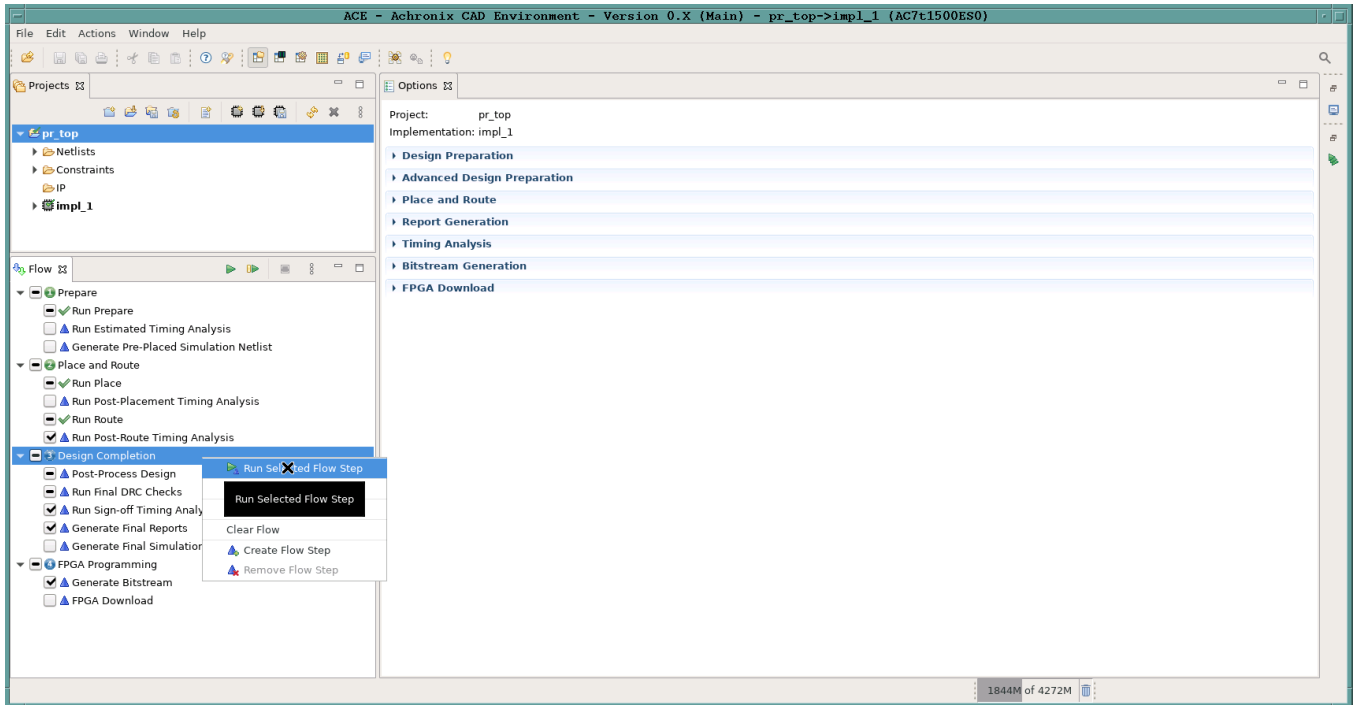 ACE - Achronix CAD Environment - Version 0.X (Main) - pr_top->impl_1 (AC7t1500ES0)
File Edit Actions Window Help
Projects
pr_top
Netlists
Constraints
IP
impl_1
Flow
Prepare
Run Prepare
Run Estimated Timing Analysis
Generate Pre-Placed Simulation Netlist
Place and Route
Run Place
Run Post-Placement Timing Analysis
Run Route
Run Post-Route Timing Analysis
Design Completion
Post-Process Design
Run Final DRC Checks
Run Sign-off Timing Analy
Generate Final Reports
Generate Final Simulation
FPGA Programming
Generate Bitstream
FPGA Download
Run Selected Flow Step
Run Selected Flow Step
Clear Flow
Create Flow Step
Remove Flow Step
Options
Project: pr_top
Implementation: impl_1
Design Preparation
Advanced Design Preparation
Place and Route
Report Generation
Timing Analysis
Bitstream Generation
FPGA Download
1844M of 4272M